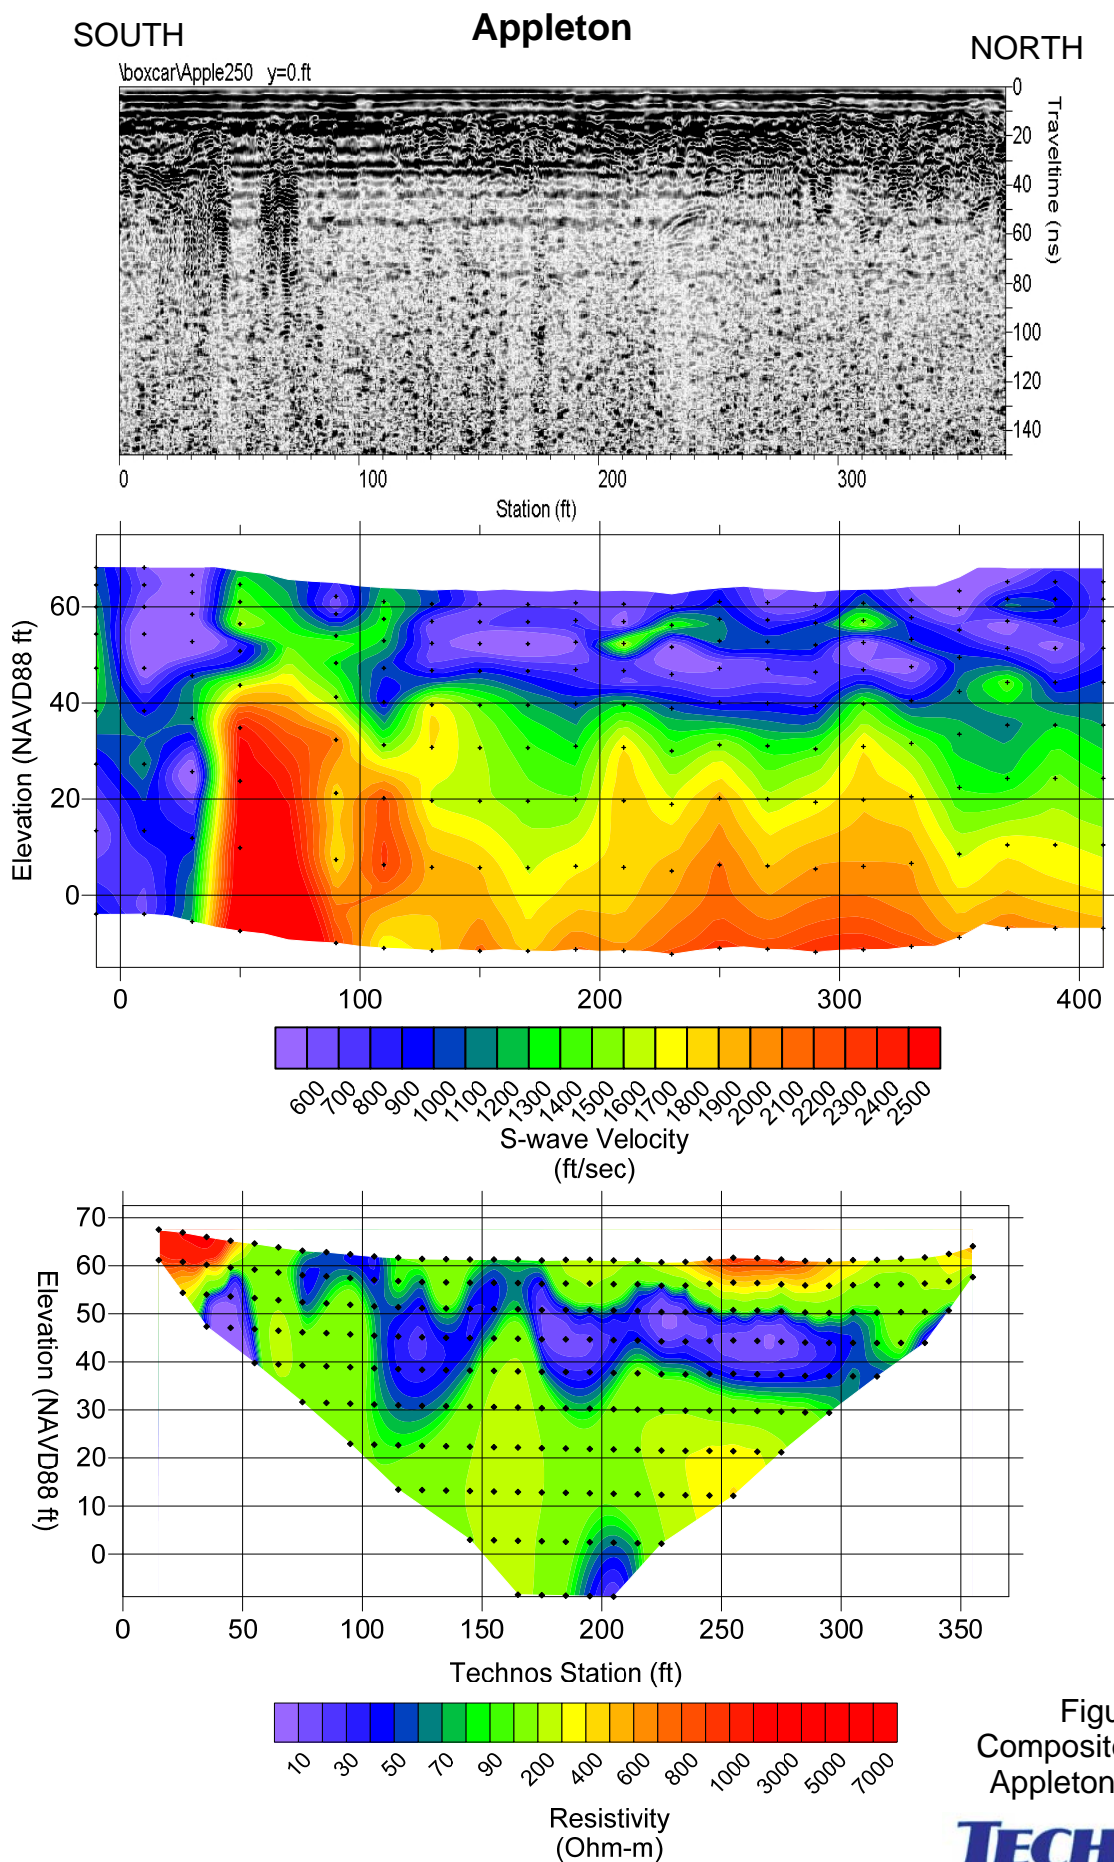 Appleton
SOUTH
NORTH
\boxcar\Apple250 y=0.ft
0
20
40
60
80
100
120
140
Traveltime (ns)
0 100 200 300
Station (ft)
60
40
20
0
Elevation (NAVD88 ft)
0 100 200 300 400
600 700 800 900 1000 1100 1200 1300 1400 1500 1600 1700 1800 1900 2000 2100 2200 2300 2400 2500
S-wave Velocity
(ft/sec)
70
60
50
40
30
20
10
0
Elevation (NAVD88 ft)
0 50 100 150 200 250 300 350
Technos Station (ft)
10 30 50 70 90 200 400 600 800 1000 3000 5000 7000
Resistivity
(Ohm-m)
Figu
Composit
Appleton
TECH